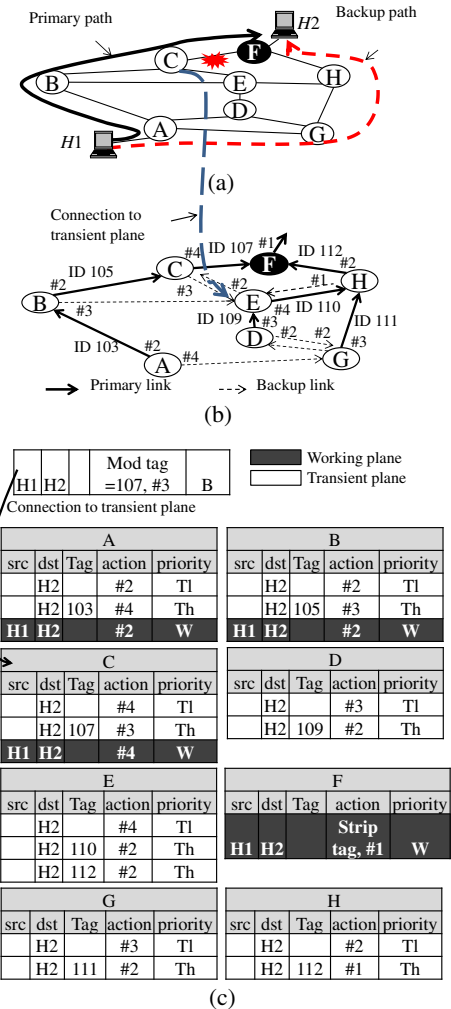 Primary path
H2
Backup path
C
F
B
E
H
D
A
G
H1
(a)
Connection to
transient plane
ID 107
#1
ID 112
#4
F
#2
ID 105
C
#2
#3
#2
#1
H
B
#3
E
#4
ID 110
ID 109
#3
#2
#2
ID 111
ID 103
D
#2
#3
A
#4
G
Primary link
Backup link
(b)
H1 H2 Mod tag =107, #3 B
Working plane
Transient plane
Connection to transient plane
A
src dst Tag action priority
H2 #2 Tl
H2 103 #4 Th
H1 H2 #2 W
B
src dst Tag action priority
H2 #2 Tl
H2 105 #3 Th
H1 H2 #2 W
C
src dst Tag action priority
H2 #4 Tl
H2 107 #3 Th
H1 H2 #4 W
D
src dst Tag action priority
H2 #3 Tl
H2 109 #2 Th
E
src dst Tag action priority
H2 #4 Tl
H2 110 #2 Th
H2 112 #2 Th
F
src dst Tag action priority
H1 H2 Strip tag, #1 W
G
src dst Tag action priority
H2 #3 Tl
H2 111 #2 Th
H
src dst Tag action priority
H2 #2 Tl
H2 112 #1 Th
(c)